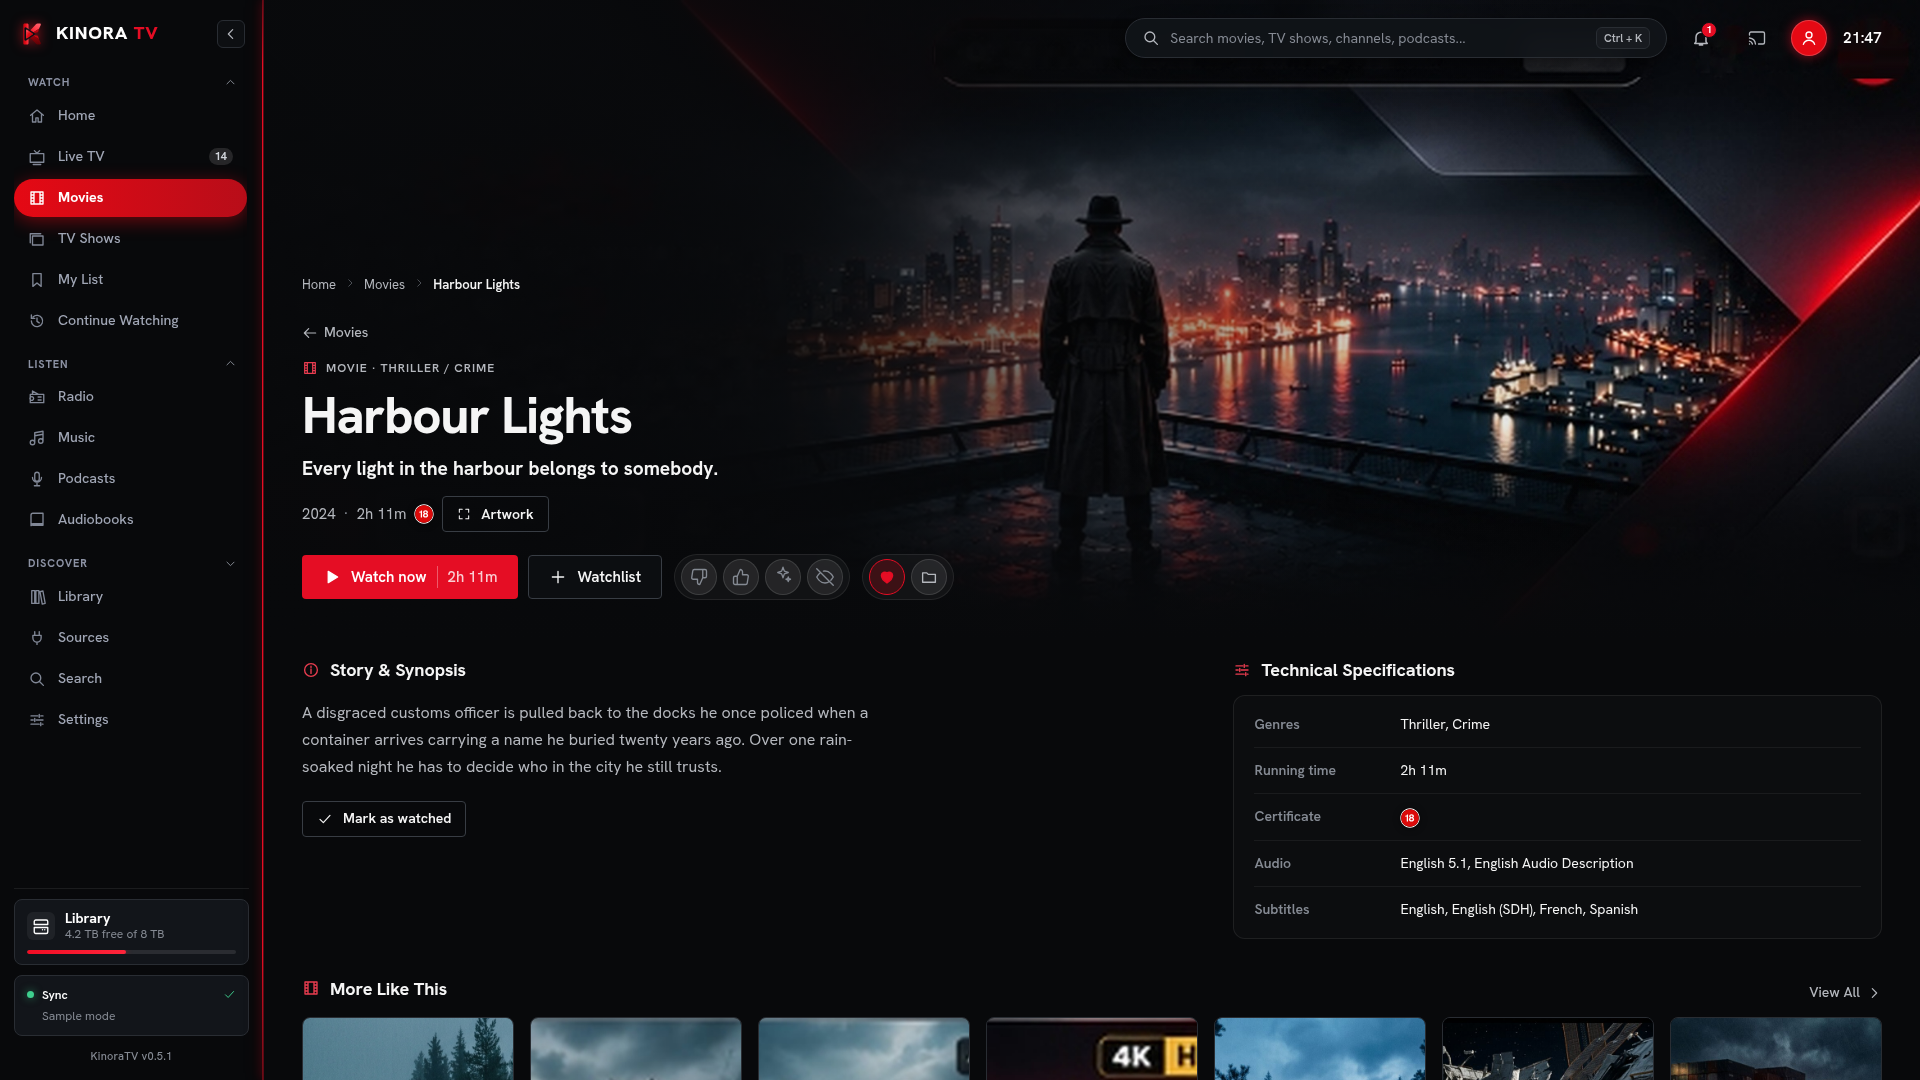 KINORA TV
WATCH
Home
Live TV
14
Movies
TV Shows
My List
Continue Watching
LISTEN
Radio
Music
Podcasts
Audiobooks
DISCOVER
Library
Sources
Search
Settings
Library
4.2 TB free of 8 TB
Sync
Sample mode
KinoraTV v0.5.1
Search movies, TV shows, channels, podcasts...
Ctrl + K
1
21:47
Home
Movies
Harbour Lights
Movies
MOVIE · THRILLER / CRIME
Harbour Lights
Every light in the harbour belongs to somebody.
2024 · 2h 11m 18 Artwork
Watch now 2h 11m
Watchlist
Story & Synopsis
A disgraced customs officer is pulled back to the docks he once policed when a
container arrives carrying a name he buried twenty years ago. Over one rain-
soaked night he has to decide who in the city he still trusts.
Mark as watched
Technical Specifications
Genres Thriller, Crime
Running time 2h 11m
Certificate 18
Audio English 5.1, English Audio Description
Subtitles English, English (SDH), French, Spanish
More Like This
View All
4K